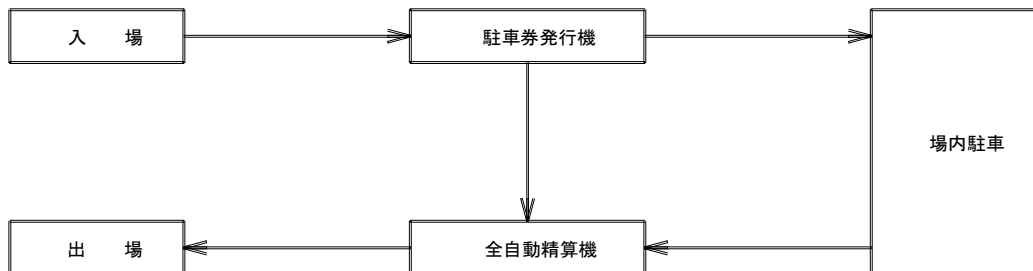 入　場
駐車券発行機
場内駐車
出　場
全自動精算機